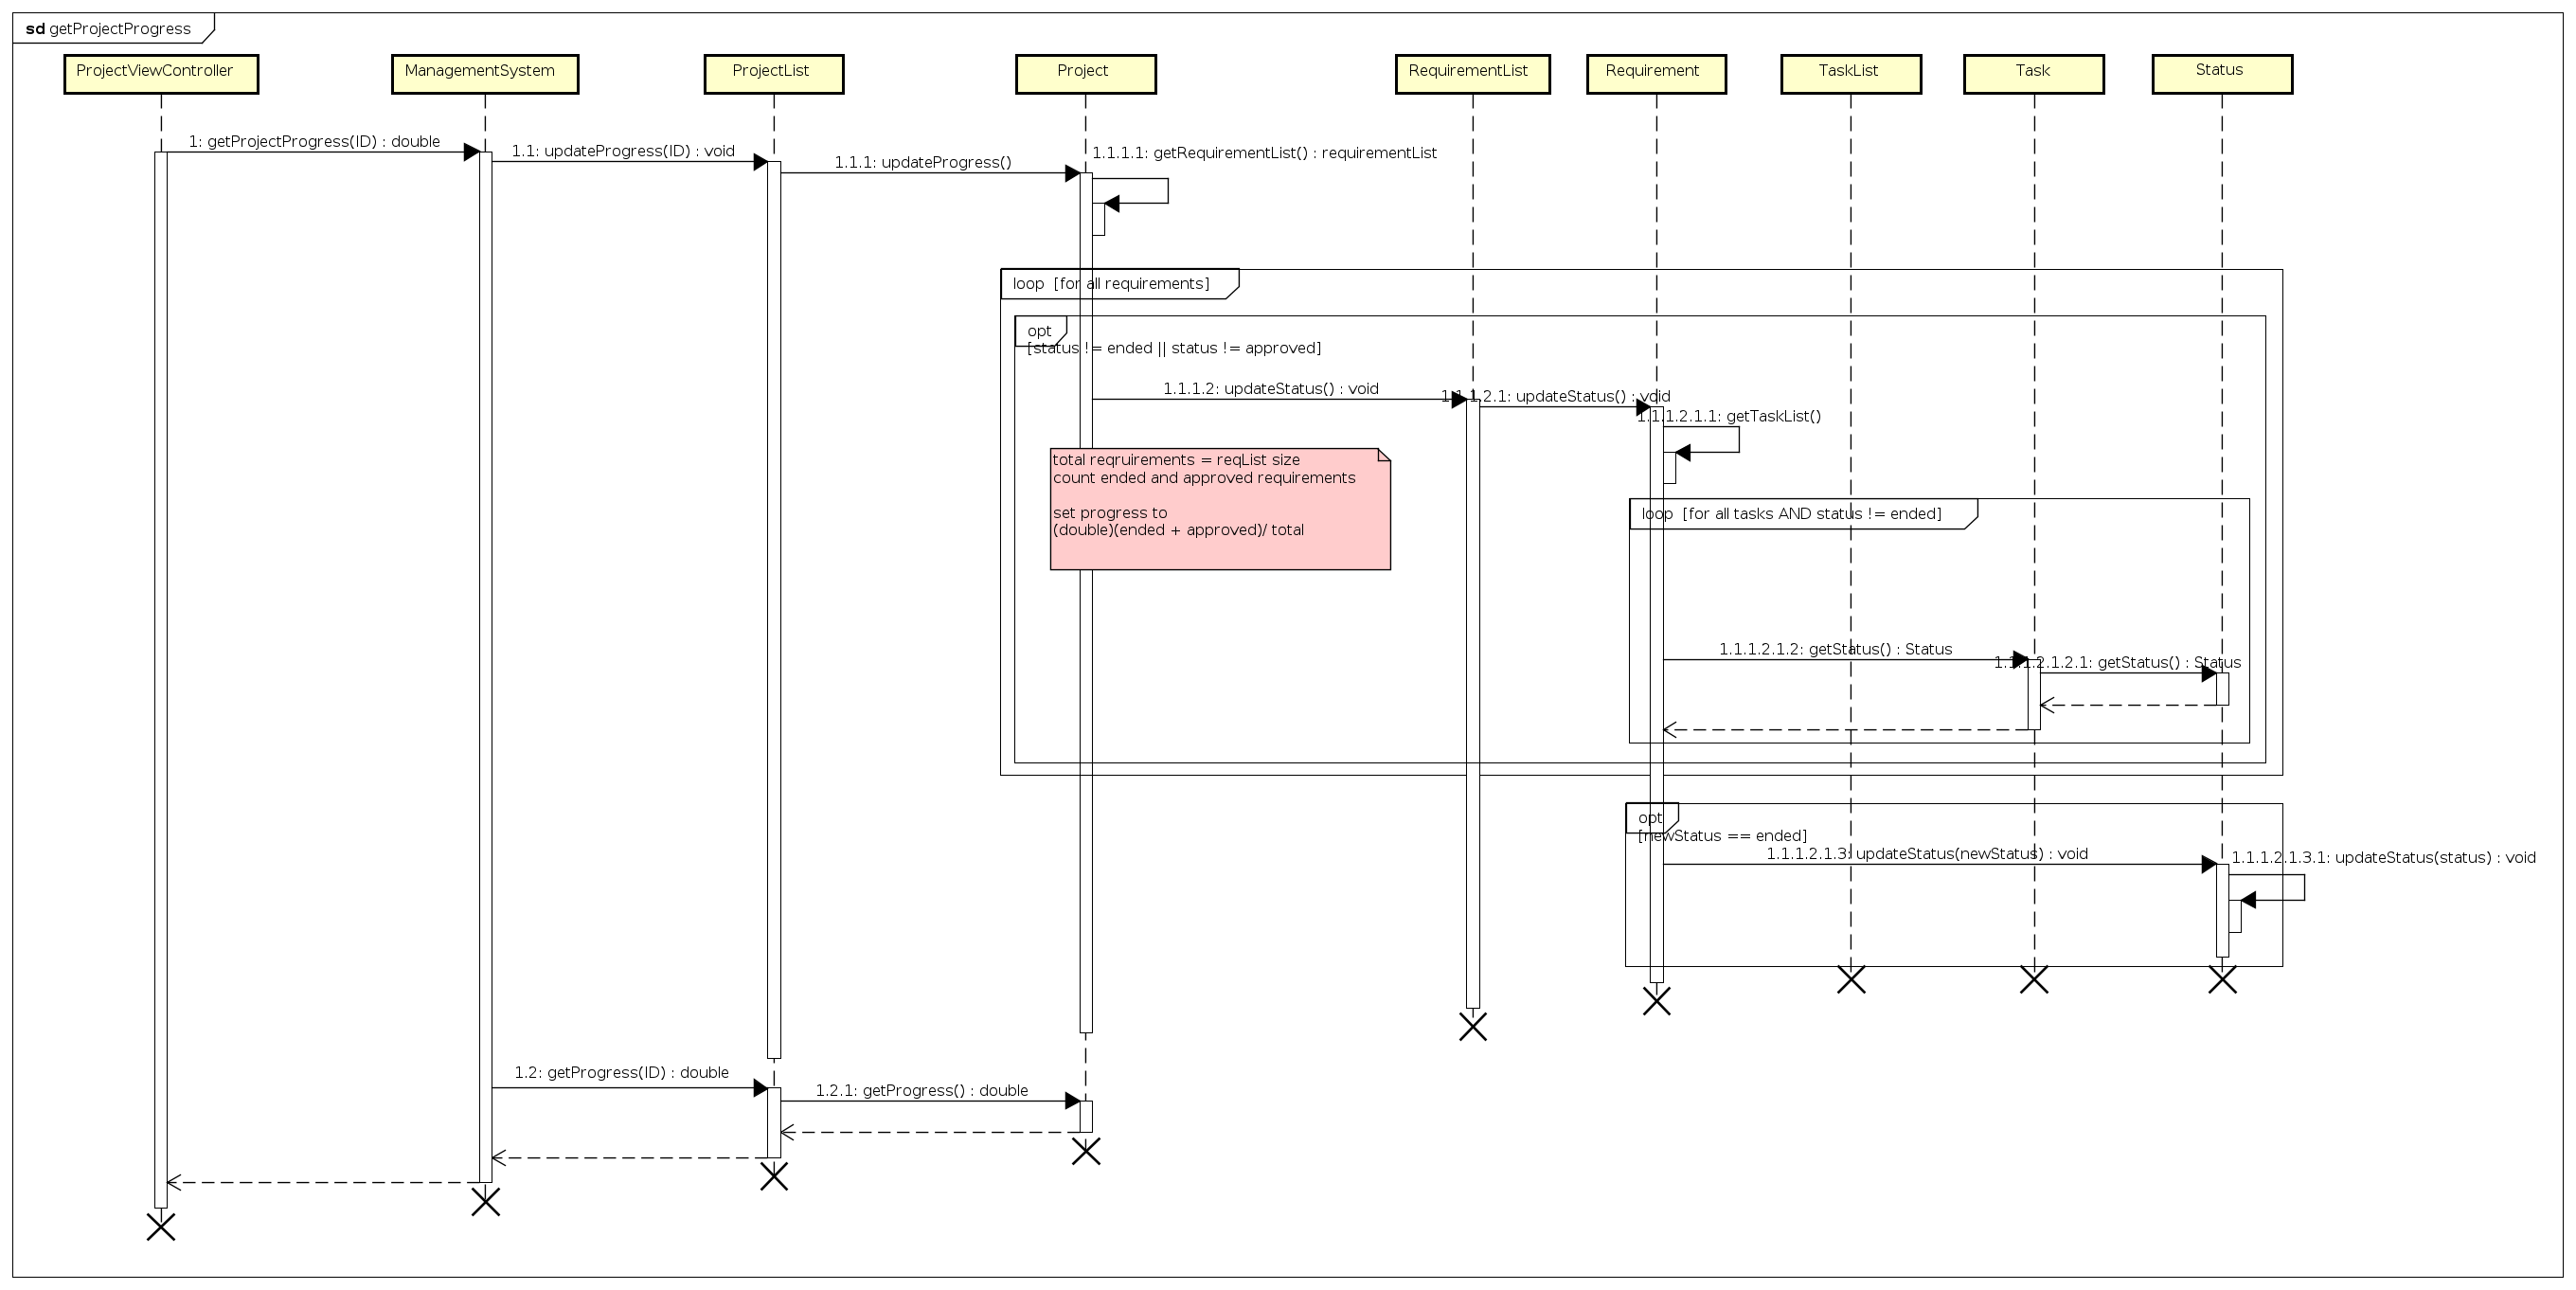 sd getProjectProgress
ProjectViewController
ManagementSystem
ProjectList
Project
RequirementList
Requirement
TaskList
Task
Status
1: getProjectProgress(ID) : double
1.1: updateProgress(ID) : void
1.1.1: updateProgress()
1.1.1.1: getRequirementList() : requirementList
loop [for all requirements]
opt
[status != ended || status != approved]
1.1.1.2: updateStatus() : void
1.1.1.2.1: updateStatus() : void
1.1.1.2.1.1: getTaskList()
total reqruirements = reqList size
count ended and approved requirements
set progress to
(double)(ended + approved)/ total
loop [for all tasks AND status != ended]
1.1.1.2.1.2: getStatus() : Status
1.1.1.2.1.2.1: getStatus() : Status
opt
[newStatus == ended]
1.1.1.2.1.3: updateStatus(newStatus) : void
1.1.1.2.1.3.1: updateStatus(status) : void
1.2: getProgress(ID) : double
1.2.1: getProgress() : double